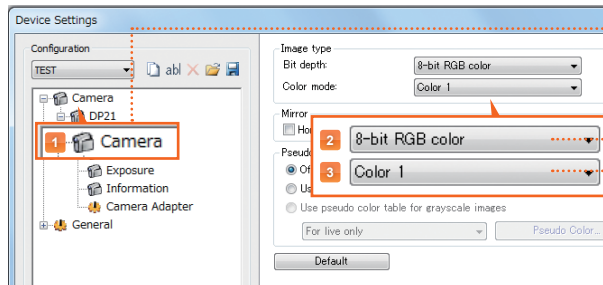 Device Settings
Configuration
TEST
abl
Camera
DP21
1 Camera
Exposure
Information
Camera Adapter
General
Image type
Bit depth: 8-bit RGB color
Color mode: Color 1
Mirror
Hor
2 8-bit RGB color
3 Color 1
Pseudo
Of
Us
Use pseudo color table for grayscale images
For live only Pseudo Color...
Default